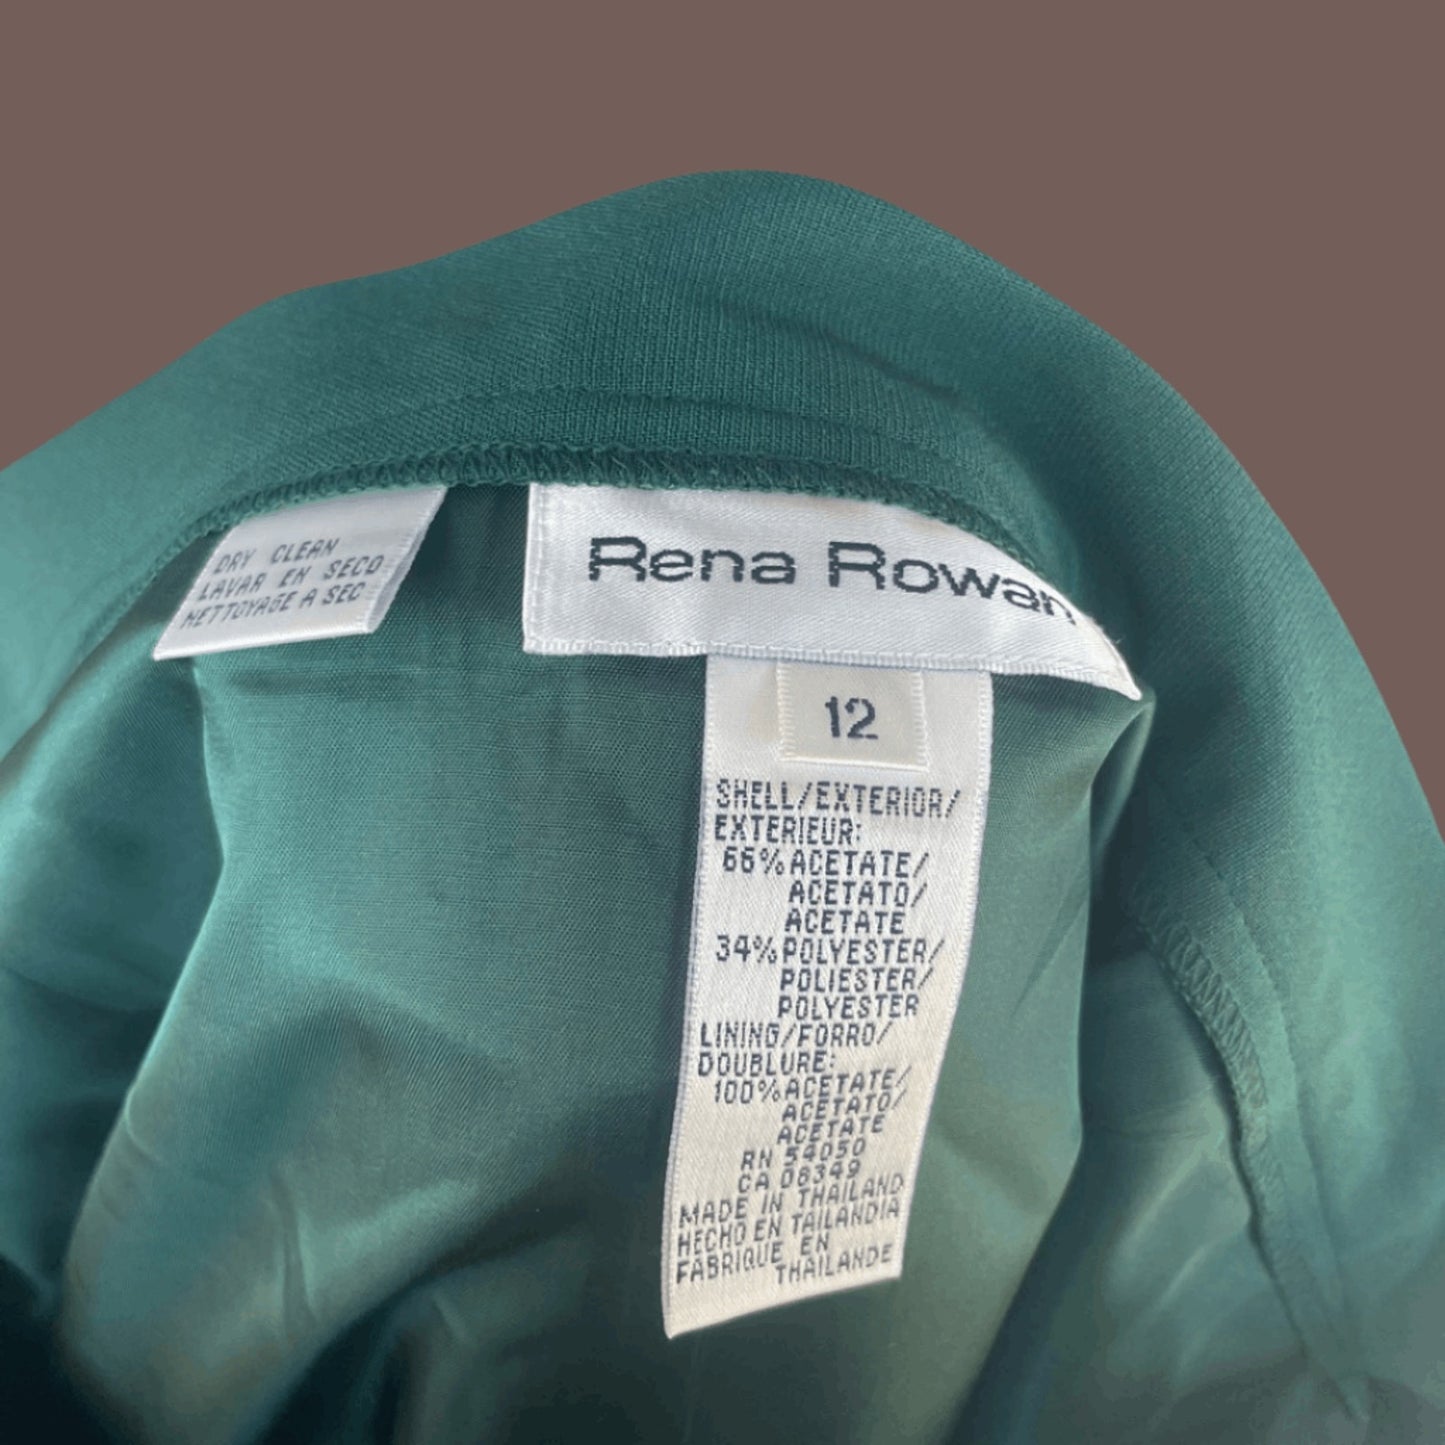 DRY CLEAN
LAVAR EN SECO
NETTOYAGE A SEC
Rena Rowan
12
SHELL/EXTERIOR/
EXTERIEUR:
66% ACETATE/
ACETATO/
ACETATE
34% POLYESTER/
POLIESTER/
POLYESTER
LINING/FORRO/
DOUBLURE:
100% ACETATE/
ACETATO/
ACETATE
RN 54050
CA 08349
MADE IN THAILAND
HECHO EN TAILANDIA
FABRIQUE EN
THAILANDE